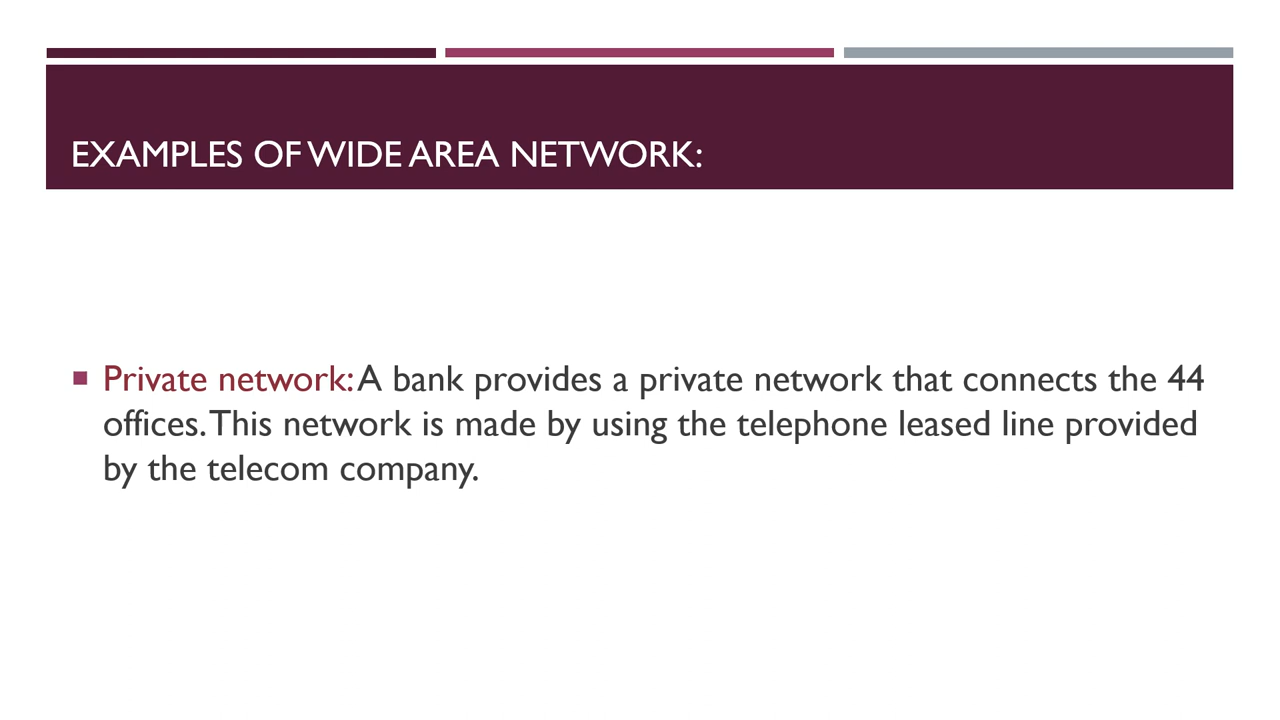 EXAMPLES OF WIDE AREA NETWORK:
Private network: A bank provides a private network that connects the 44
offices. This network is made by using the telephone leased line provided
by the telecom company.